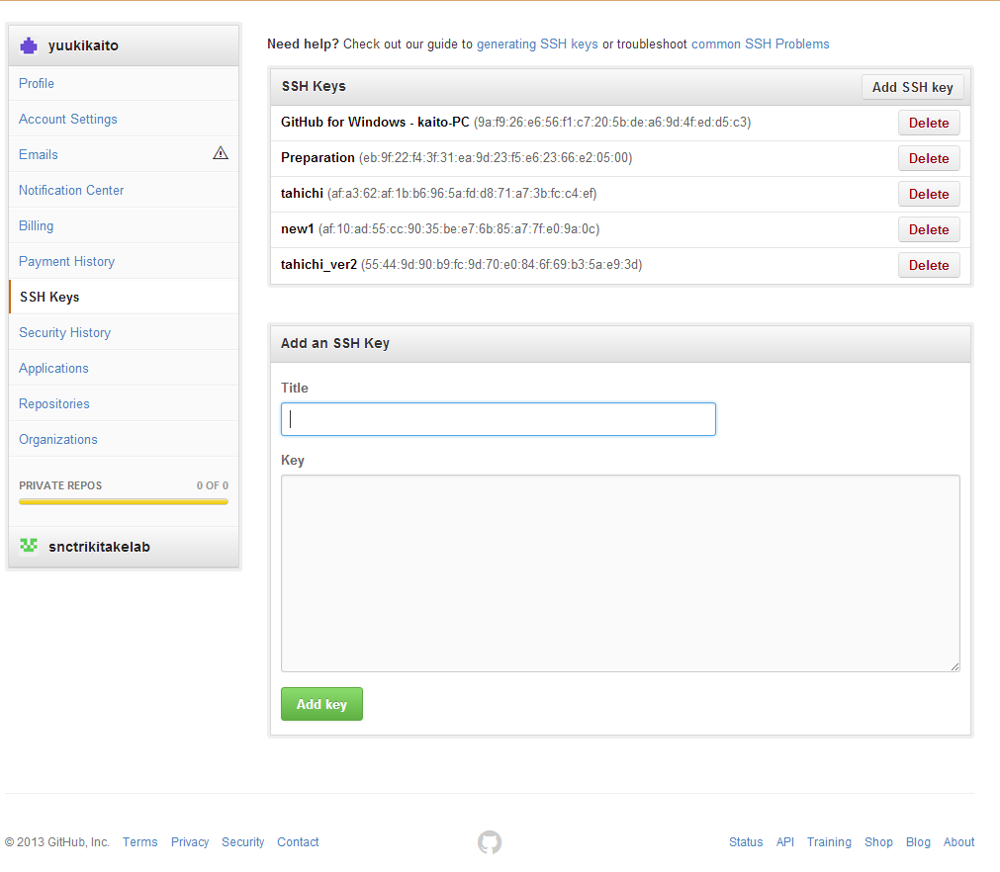 yuukikaito
Profile
Account Settings
Emails
Notification Center
Billing
Payment History
SSH Keys
Security History
Applications
Repositories
Organizations
PRIVATE REPOS 0 OF 0
snctrikitakelab
Need help? Check out our guide to generating SSH keys or troubleshoot common SSH Problems
SSH Keys Add SSH key
GitHub for Windows - kaito-PC (9a:f9:26:e6:56:f1:c7:20:5b:de:a6:9d:4f:ed:d5:c3) Delete
Preparation (eb:9f:22:f4:3f:31:ea:9d:23:f5:e6:23:66:e2:05:00) Delete
tahichi (af:a3:62:af:1b:b6:96:5a:fd:d8:71:a7:3b:fc:c4:ef) Delete
new1 (af:10:ad:55:cc:90:35:be:e7:6b:85:a7:7f:e0:9a:0c) Delete
tahichi_ver2 (55:44:9d:90:b9:fc:9d:70:e0:84:6f:69:b3:5a:e9:3d) Delete
Add an SSH Key
Title
Key
Add key
© 2013 GitHub, Inc. Terms Privacy Security Contact Status API Training Shop Blog About